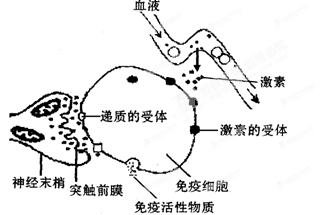 血液
激素
递质的受体
激素的受体
神经末梢
突触前膜
免疫细胞
免疫活性物质